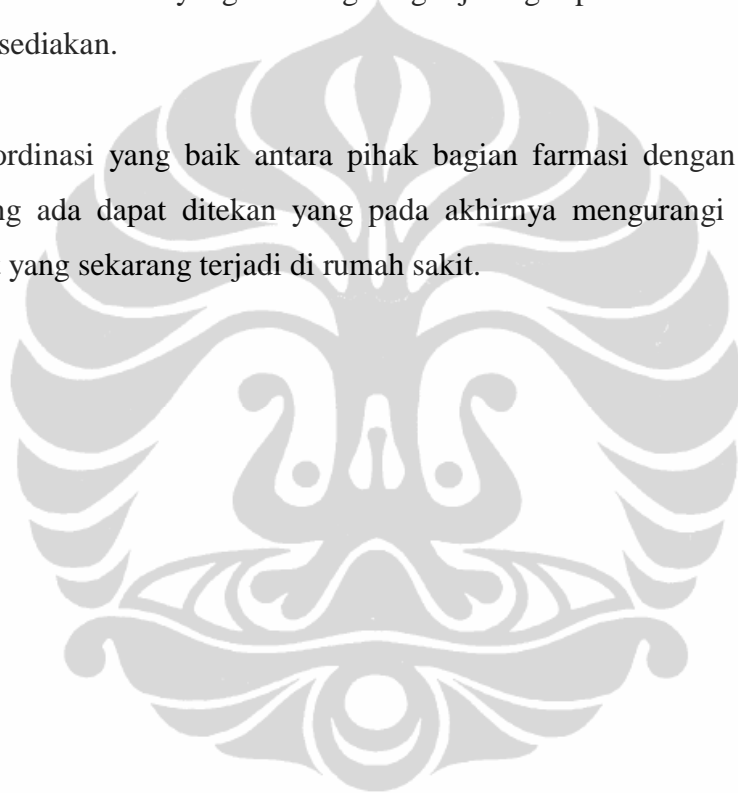 sediakan.
ordinasi yang baik antara pihak bagian farmasi dengan
ng ada dapat ditekan yang pada akhirnya mengurangi
yang sekarang terjadi di rumah sakit.